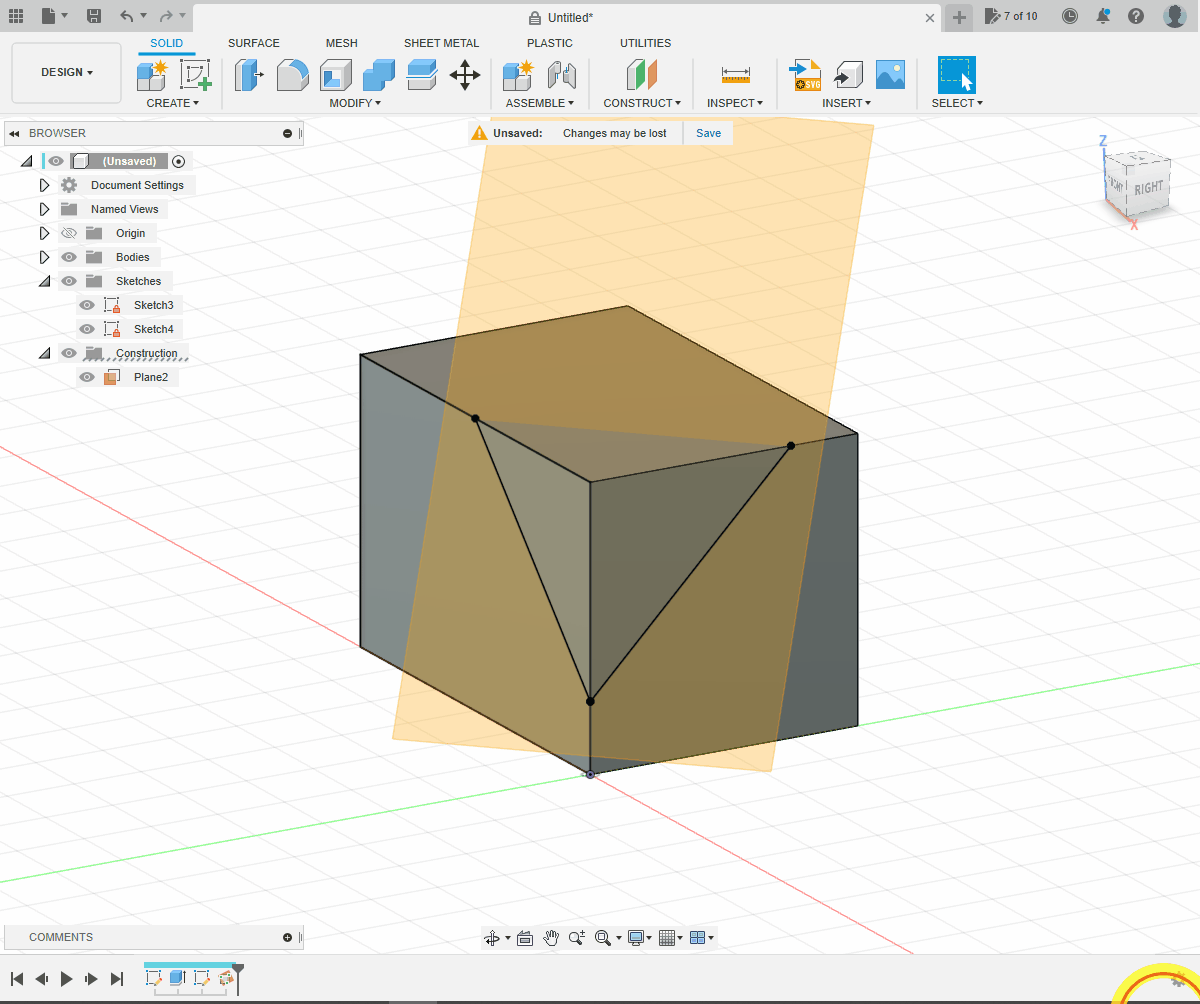 Untitled*
7 of 10
SOLID SURFACE MESH SHEET METAL PLASTIC UTILITIES
DESIGN
CREATE MODIFY ASSEMBLE CONSTRUCT INSPECT INSERT SELECT
BROWSER
Unsaved: Changes may be lost Save
(Unsaved)
Document Settings
Named Views
Origin
Bodies
Sketches
Sketch3
Sketch4
Construction
Plane2
Z
FRONT RIGHT
X
COMMENTS